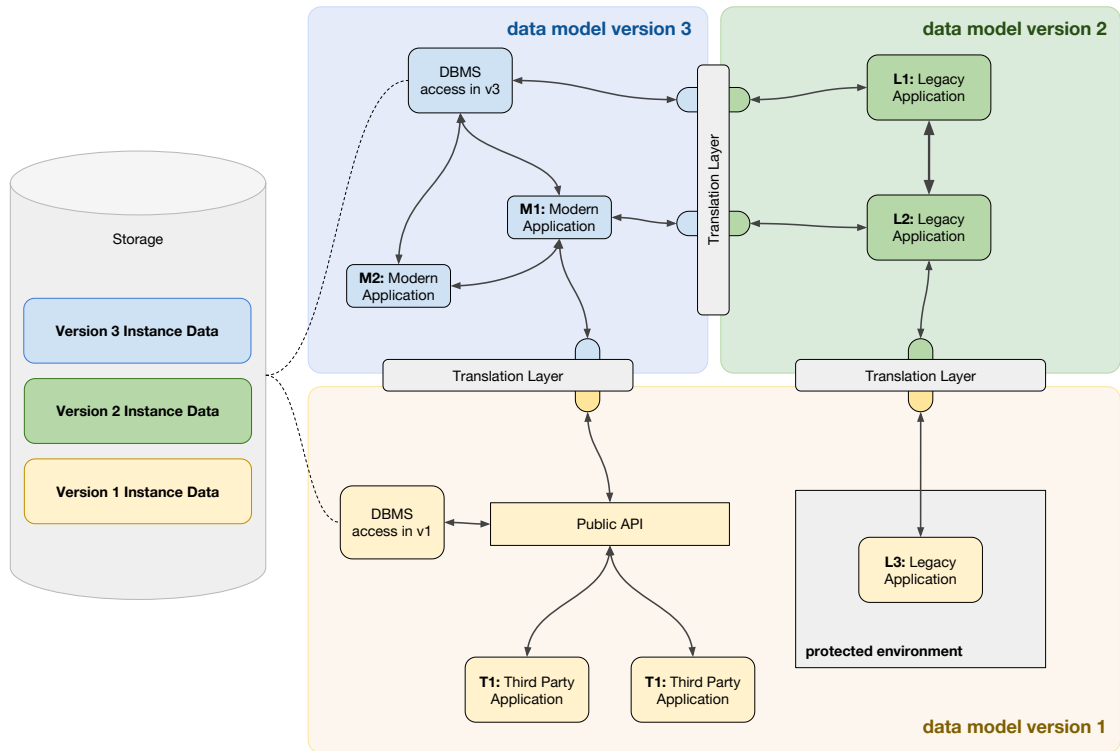 data model version 3
data model version 2
DBMS
access in v3
L1: Legacy
Application
Translation Layer
M1: Modern
Application
L2: Legacy
Application
Storage
M2: Modern
Application
Version 3 Instance Data
Version 2 Instance Data
Version 1 Instance Data
Translation Layer
Translation Layer
DBMS
access in v1
Public API
L3: Legacy
Application
protected environment
T1: Third Party
Application
T1: Third Party
Application
data model version 1